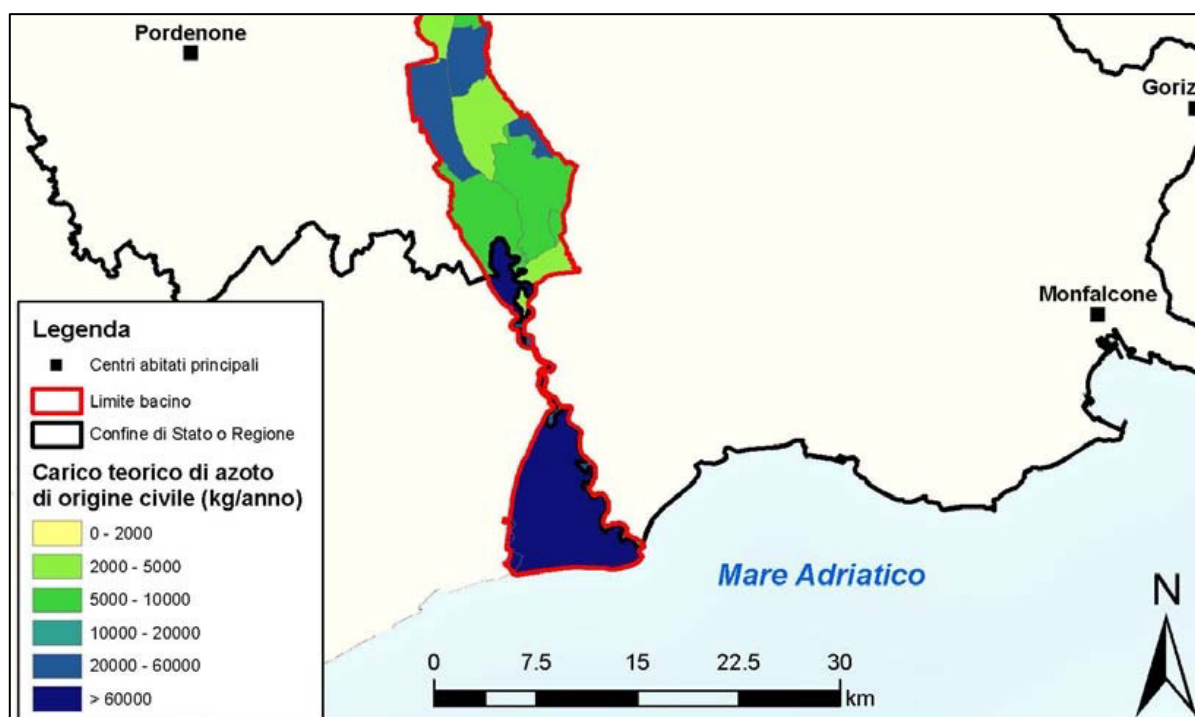 Pordenone
Goriz
Monfalcone
Legenda
Centri abitati principali
Limite bacino
Confine di Stato o Regione
Carico teorico di azoto
di origine civile (kg/anno)
0 - 2000
2000 - 5000
5000 - 10000
10000 - 20000
20000 - 60000
> 60000
Mare Adriatico
N
0 7.5 15 22.5 30
km